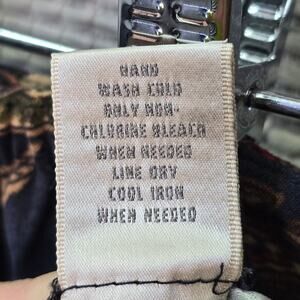 HAND
WASH COLD
ONLY NON-
CHLORINE BLEACH
WHEN NEEDED
LINE DRY
COOL IRON
WHEN NEEDED